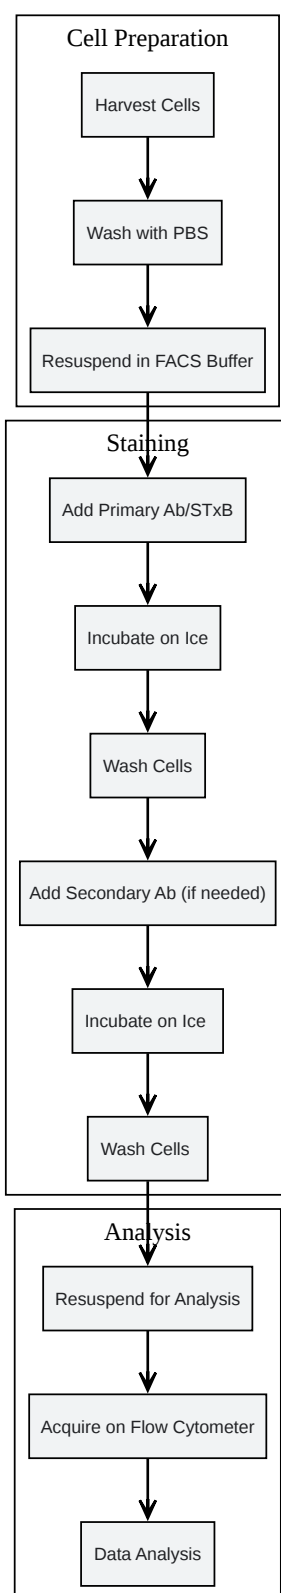 Cell Preparation
Harvest Cells
Wash with PBS
Resuspend in FACS Buffer
Staining
Add Primary Ab/STxB
Incubate on Ice
Wash Cells
Add Secondary Ab (if needed)
Incubate on Ice
Wash Cells
Analysis
Resuspend for Analysis
Acquire on Flow Cytometer
Data Analysis